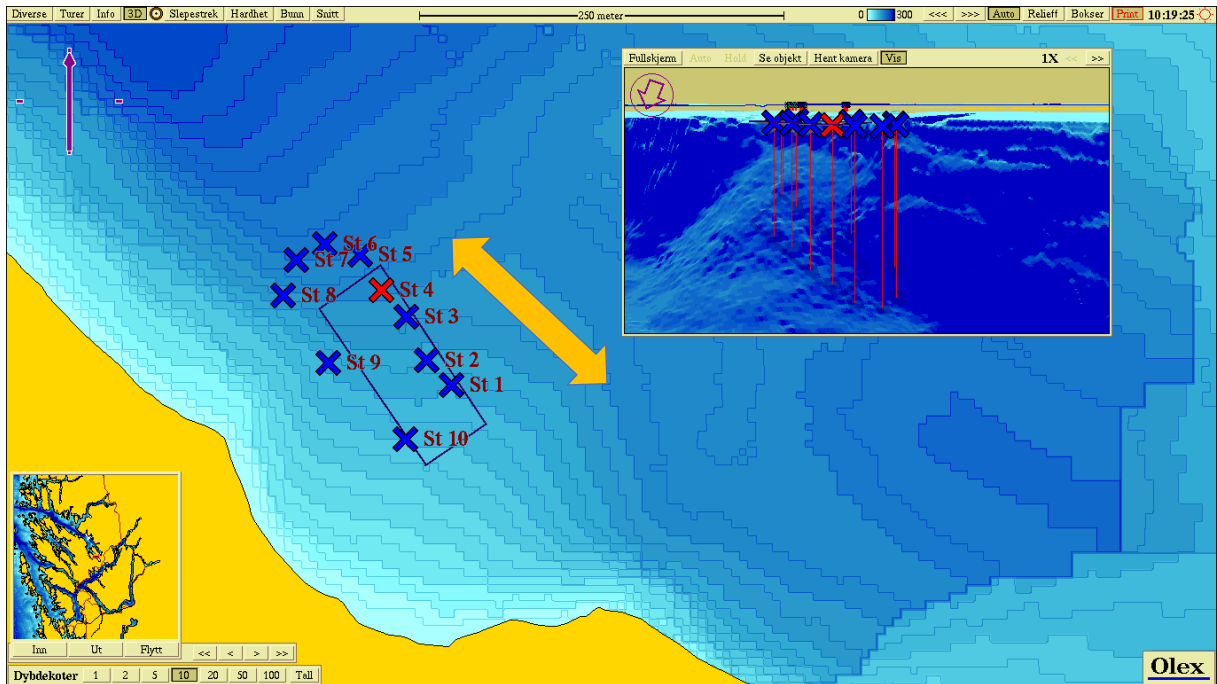 Diverse Turer Info 3D Slepestrek Hardhet Bunn Snitt 250 meter 0 300 <<< >>> Auto Relieff Bokser Print 10:19:25
Fullskjerm Auto Hold Se objekt Hent kamera Vis 1X << >>
St 6
St 5
St 7
St 4
St 8
St 3
St 2
St 9
St 1
St 10
Inn Ut Flytt << < > >>
Dybdekoter 1 2 5 10 20 50 100 Tall
Olex